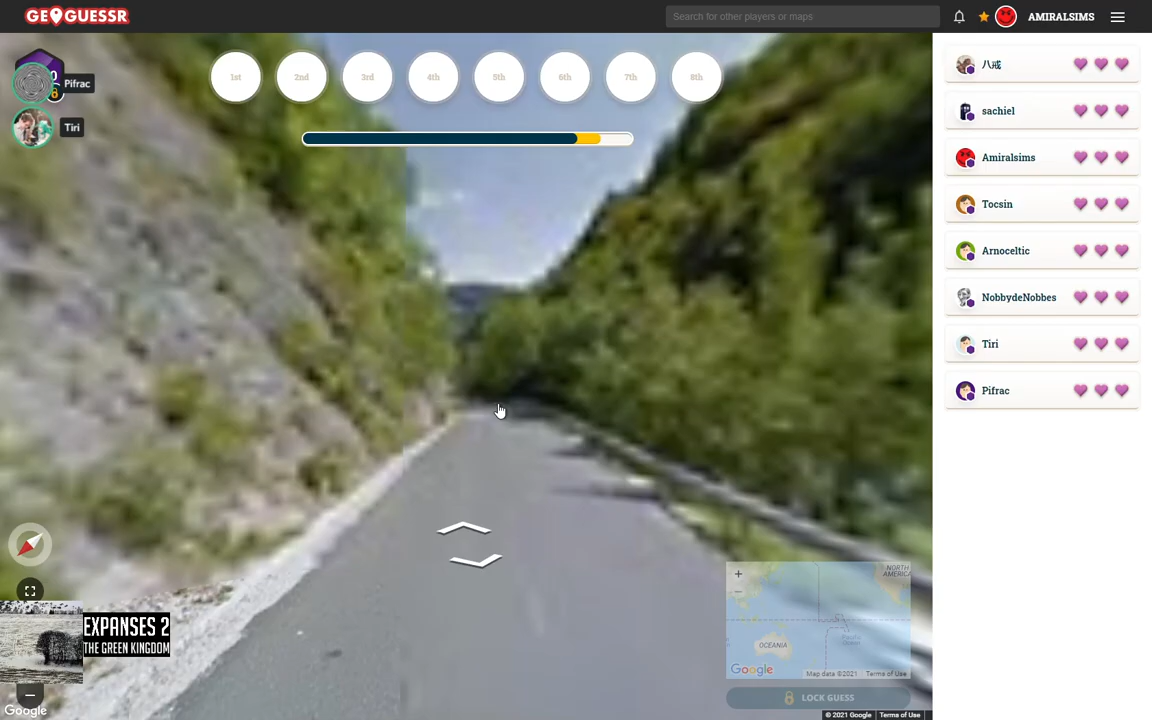 GEOGUESSR
Search for other players or maps
AMIRALSIMS
Pifrac
Tiri
1st
2nd
3rd
4th
5th
6th
7th
8th
八戒
sachiel
Amiralsims
Tocsin
Arnoceltic
NobbydeNobbes
Tiri
Pifrac
EXPANSES 2
THE GREEN KINGDOM
Google
+
−
NORTH
AMERICA
OCEANIA
Pacific
Ocean
Google
Map data ©2021
Terms of Use
LOCK GUESS
© 2021 Google
Terms of Use